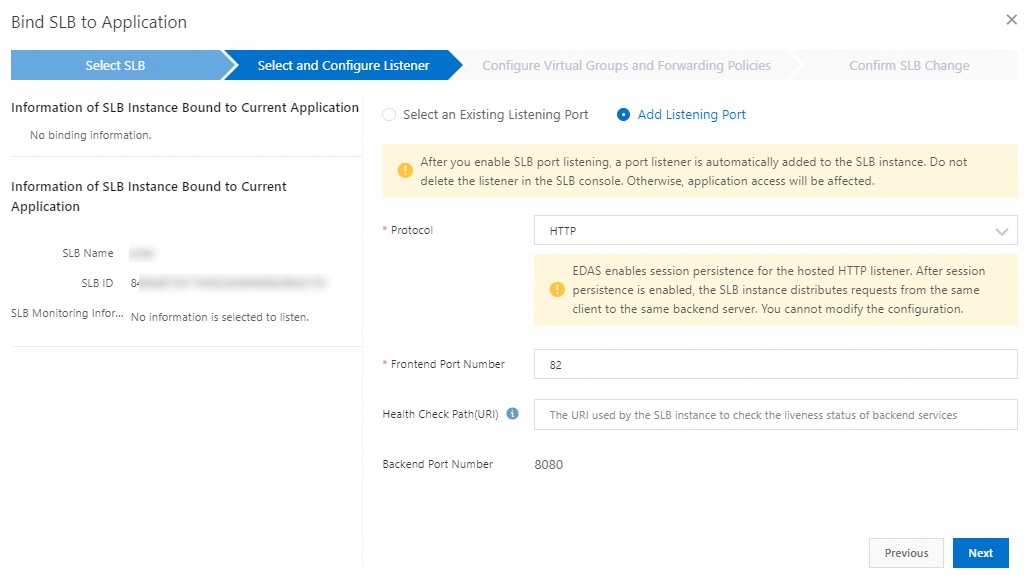 Bind SLB to Application
Select SLB
Select and Configure Listener
Configure Virtual Groups and Forwarding Policies
Confirm SLB Change
Information of SLB Instance Bound to Current Application
No binding information.
Information of SLB Instance Bound to Current
Application
SLB Name
SLB ID
SLB Monitoring Infor... No information is selected to listen.
Select an Existing Listening Port
Add Listening Port
After you enable SLB port listening, a port listener is automatically added to the SLB instance. Do not
delete the listener in the SLB console. Otherwise, application access will be affected.
* Protocol
HTTP
EDAS enables session persistence for the hosted HTTP listener. After session
persistence is enabled, the SLB instance distributes requests from the same
client to the same backend server. You cannot modify the configuration.
* Frontend Port Number
82
Health Check Path(URI)
The URI used by the SLB instance to check the liveness status of backend services
Backend Port Number
8080
Previous
Next